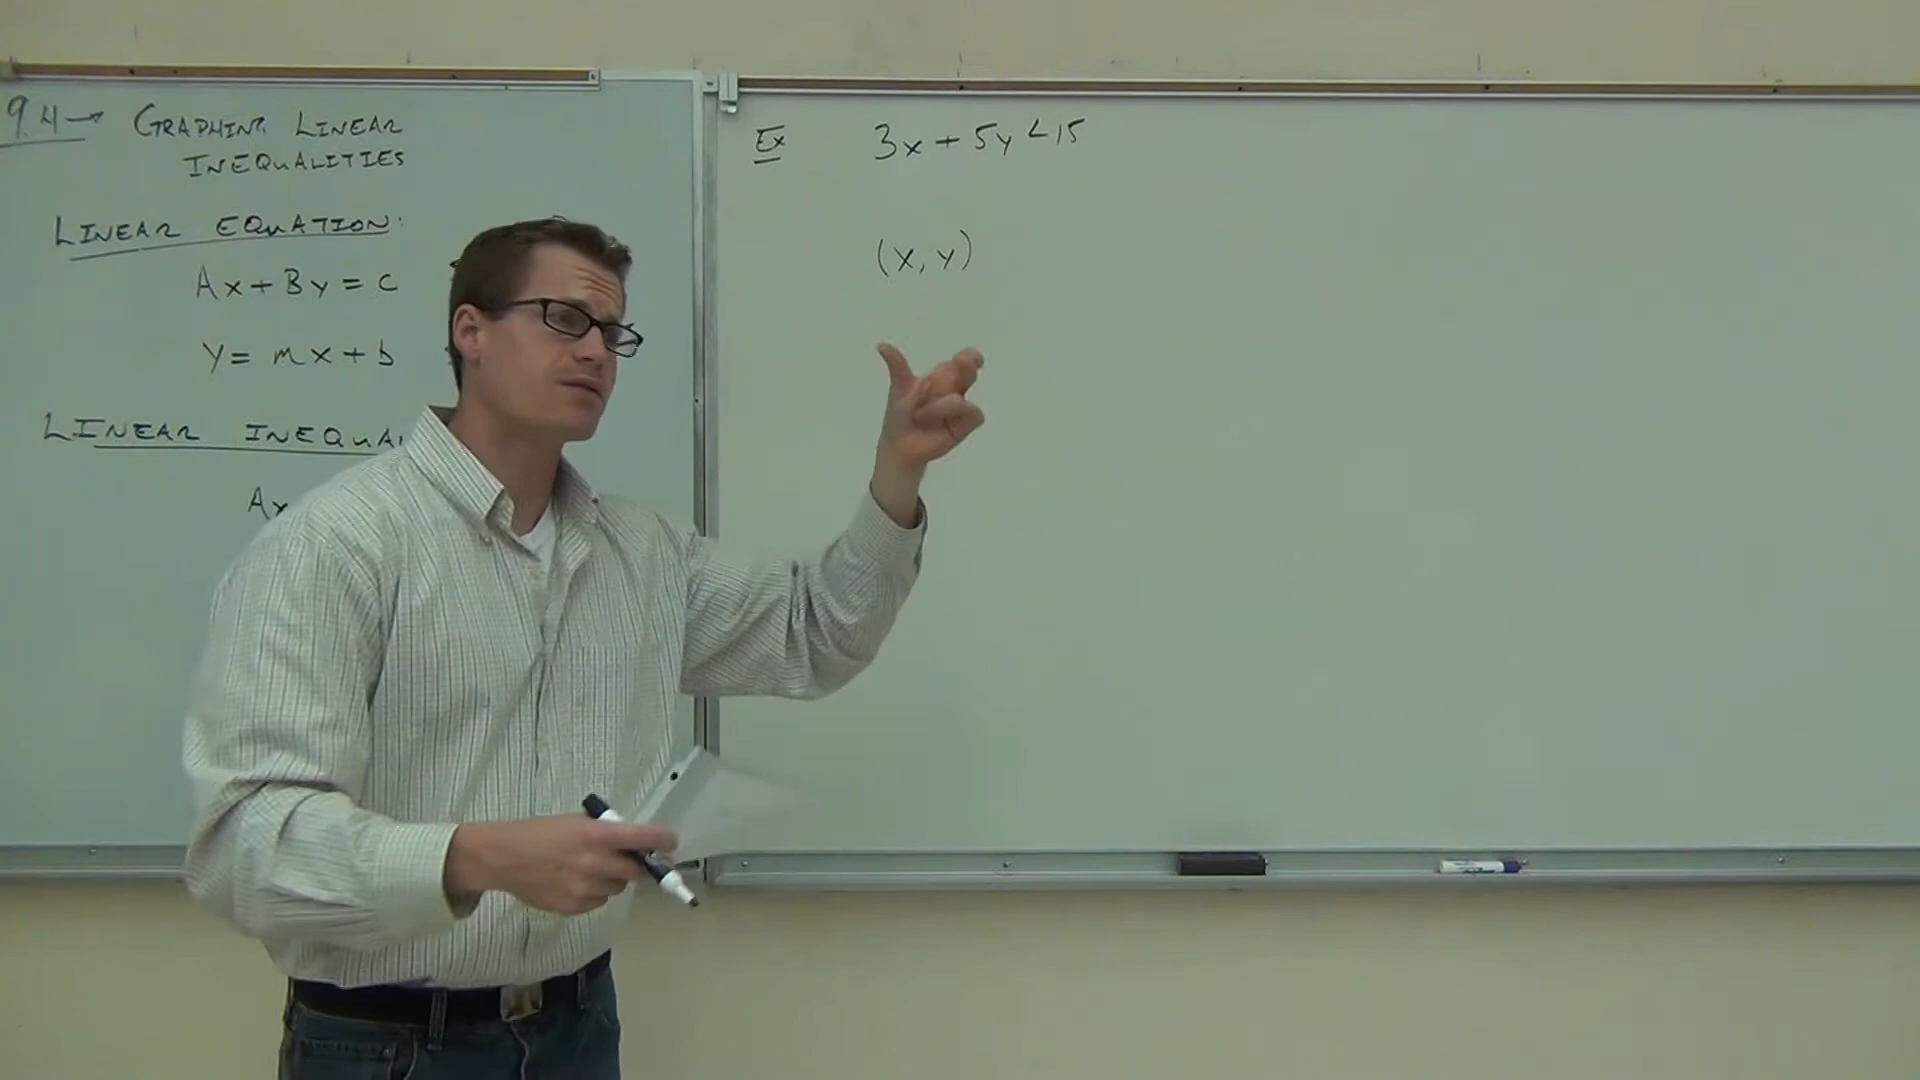 9.4→ GRAPHING LINEAR
INEQUALITIES
LINEAR EQUATION:
Ax + By = C
y = mx + b
LINEAR INEQUAL
Ax
Ex 3x + 5y < 15
(x, y)